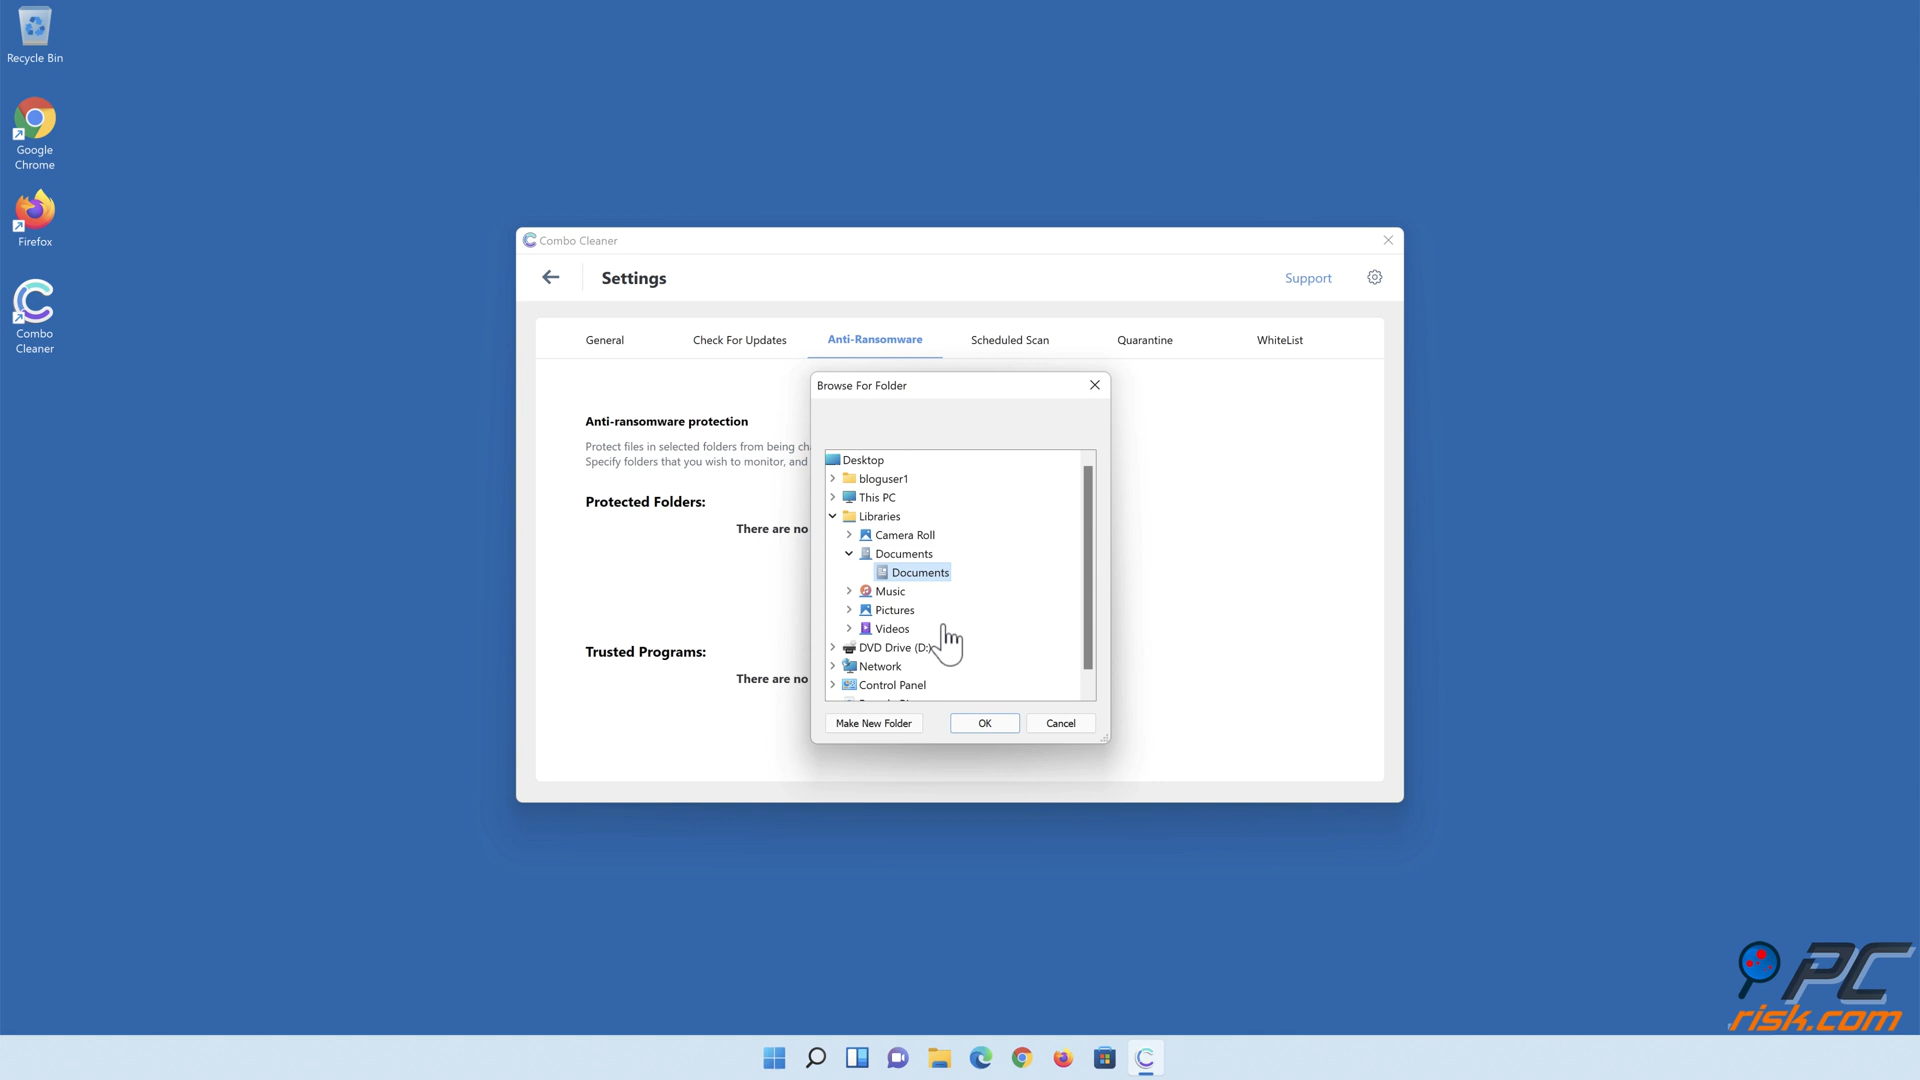 Recycle Bin
Google
Chrome
Firefox
Combo
Cleaner
Combo Cleaner
Settings
Support
General
Check For Updates
Anti-Ransomware
Scheduled Scan
Quarantine
WhiteList
Anti-ransomware protection
Protect files in selected folders from being ch
Specify folders that you wish to monitor, and
Protected Folders:
There are no
Trusted Programs:
There are no
Browse For Folder
Desktop
bloguser1
This PC
Libraries
Camera Roll
Documents
Documents
Music
Pictures
Videos
DVD Drive (D:)
Network
Control Panel
Make New Folder
OK
Cancel
PC
risk.com